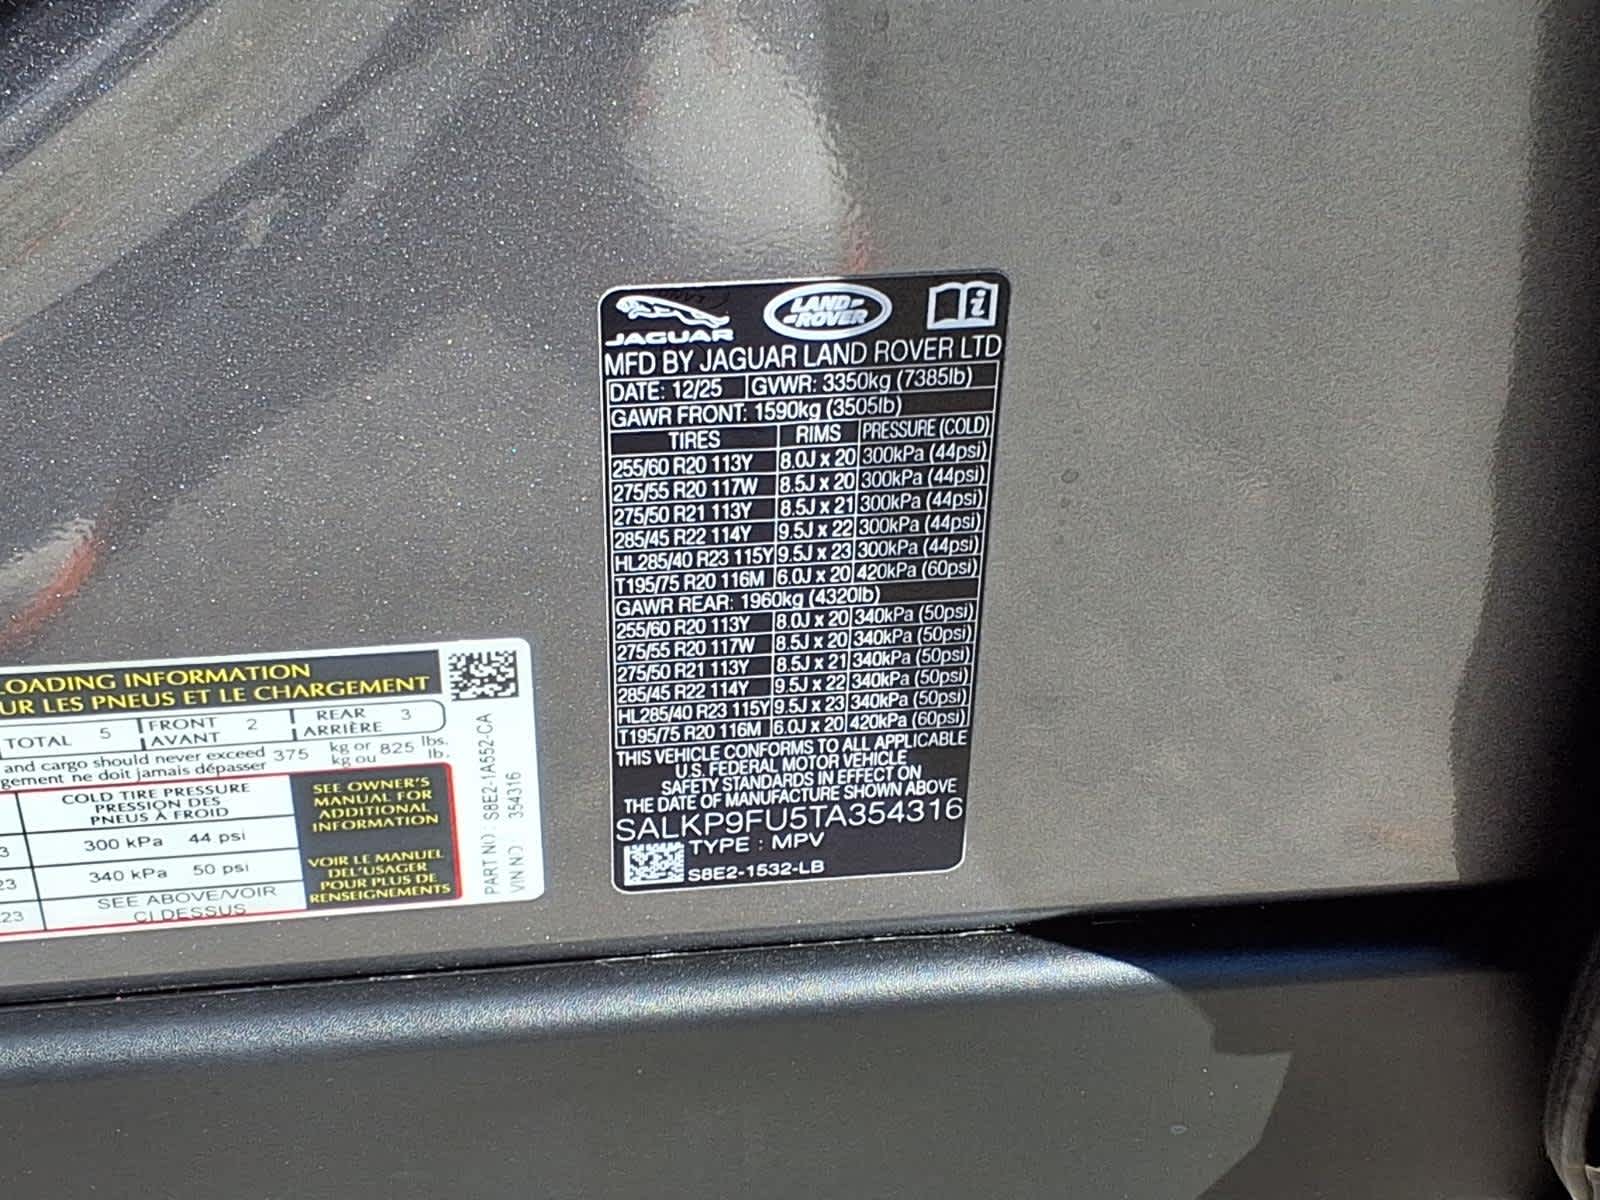 JAGUAR
LAND-
-ROVER
i
MFD BY JAGUAR LAND ROVER LTD
DATE: 12/25 GVWR: 3350kg (7385lb)
GAWR FRONT: 1590kg (3505lb)
TIRES RIMS PRESSURE (COLD)
255/60 R20 113Y 8.0J x 20 300kPa (44psi)
275/55 R20 117W 8.5J x 20 300kPa (44psi)
275/50 R21 113Y 8.5J x 21 300kPa (44psi)
285/45 R22 114Y 9.5J x 22 300kPa (44psi)
HL285/40 R23 115Y 9.5J x 23 300kPa (44psi)
T195/75 R20 116M 6.0J x 20 420kPa (60psi)
GAWR REAR: 1960kg (4320lb)
255/60 R20 113Y 8.0J x 20 340kPa (50psi)
275/55 R20 117W 8.5J x 20 340kPa (50psi)
275/50 R21 113Y 8.5J x 21 340kPa (50psi)
285/45 R22 114Y 9.5J x 22 340kPa (50psi)
HL285/40 R23 115Y 9.5J x 23 340kPa (50psi)
T195/75 R20 116M 6.0J x 20 420kPa (60psi)
THIS VEHICLE CONFORMS TO ALL APPLICABLE
U.S. FEDERAL MOTOR VEHICLE
SAFETY STANDARDS IN EFFECT ON
THE DATE OF MANUFACTURE SHOWN ABOVE
SALKP9FU5TA354316
TYPE : MPV
S8E2-1532-LB
LOADING INFORMATION
UR LES PNEUS ET LE CHARGEMENT
TOTAL 5 FRONT 2 REAR 3
AVANT ARRIÈRE
and cargo should never exceed 375 kg or 825 lbs.
gement ne doit jamais dépasser kg ou lb.
COLD TIRE PRESSURE
PRESSION DES
PNEUS À FROID
3 300 kPa 44 psi
23 340 kPa 50 psi
23 SEE ABOVE/VOIR
CI DESSUS
SEE OWNER'S
MANUAL FOR
ADDITIONAL
INFORMATION
VOIR LE MANUEL
DEL'USAGER
POUR PLUS DE
RENSEIGNEMENTS
PART NO : S8E2-1A552-CA
VIN NO 354316